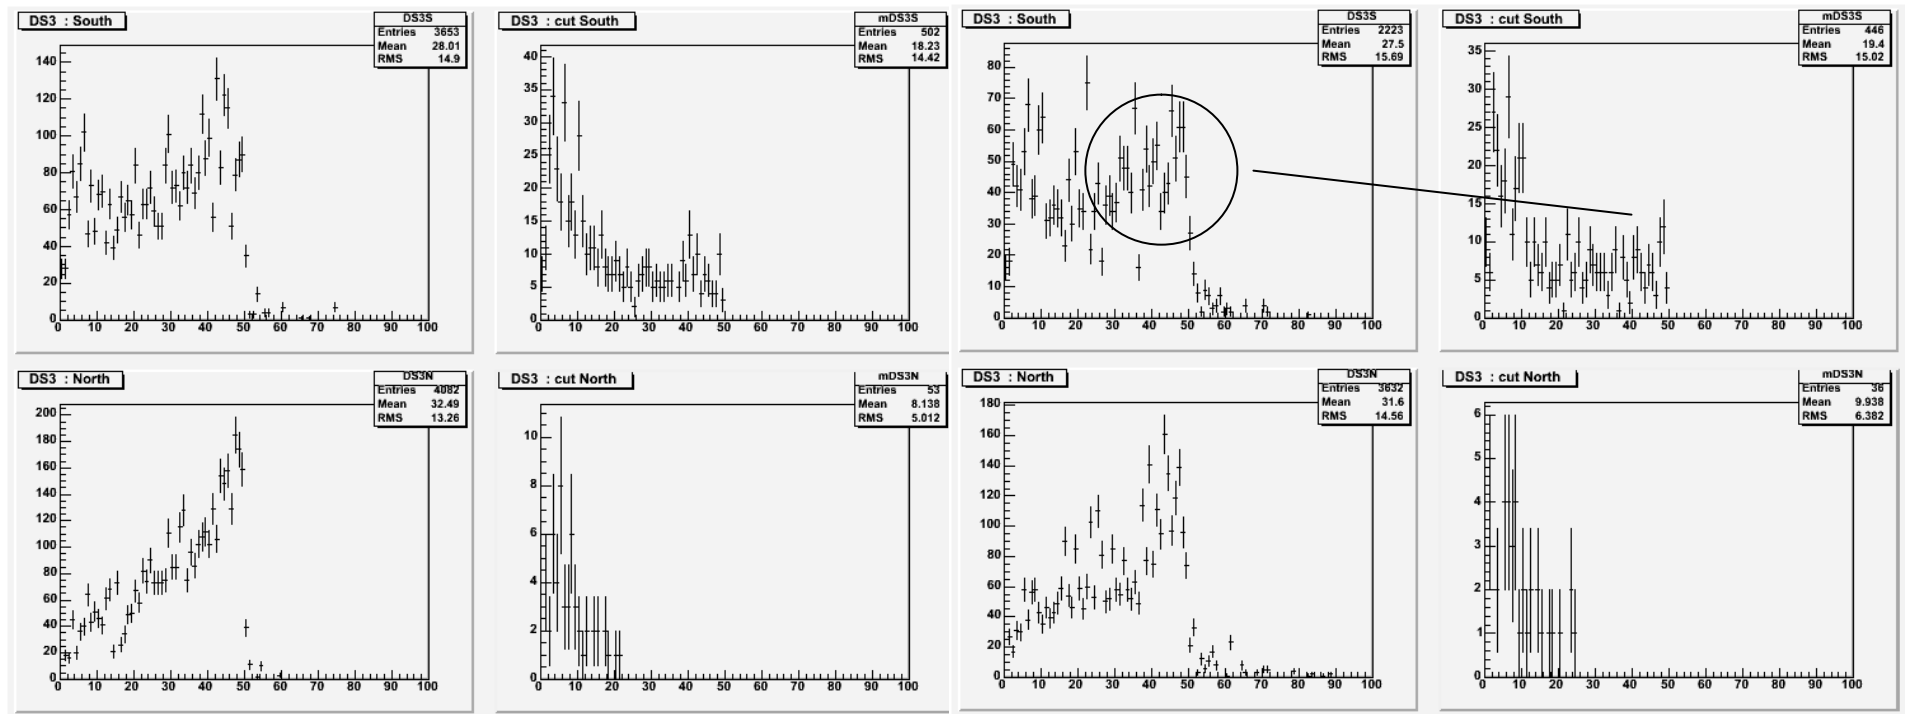 DS3 : South
DS3S
Entries 3653
Mean 28.01
RMS 14.9
140
120
100
80
60
40
20
0
0 10 20 30 40 50 60 70 80 90 100
DS3 : cut South
mDS3S
Entries 502
Mean 18.23
RMS 14.42
40
35
30
25
20
15
10
5
0
0 10 20 30 40 50 60 70 80 90 100
DS3 : South
DS3S
Entries 2223
Mean 27.5
RMS 15.69
80
70
60
50
40
30
20
10
0
0 10 20 30 40 50 60 70 80 90 100
DS3 : cut South
mDS3S
Entries 446
Mean 19.4
RMS 15.02
35
30
25
20
15
10
5
0
0 10 20 30 40 50 60 70 80 90 100
DS3 : North
DS3N
Entries 4082
Mean 32.49
RMS 13.26
200
180
160
140
120
100
80
60
40
20
0
0 10 20 30 40 50 60 70 80 90 100
DS3 : cut North
mDS3N
Entries 53
Mean 8.138
RMS 5.012
10
8
6
4
2
0
0 10 20 30 40 50 60 70 80 90 100
DS3 : North
DS3N
Entries 3632
Mean 31.6
RMS 14.56
180
160
140
120
100
80
60
40
20
0
0 10 20 30 40 50 60 70 80 90 100
DS3 : cut North
mDS3N
Entries 36
Mean 9.938
RMS 6.382
6
5
4
3
2
1
0
0 10 20 30 40 50 60 70 80 90 100